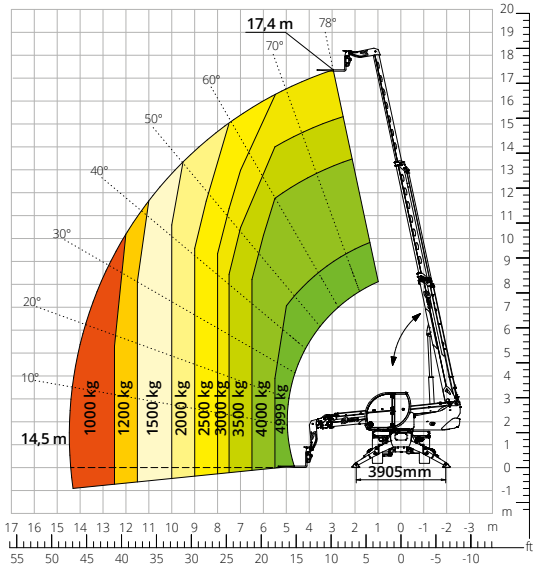 17,4 m
78°
70°
60°
50°
40°
30°
20°
10°
20
19
18
17
16
15
14
13
12
11
10
9
8
7
6
5
4
3
2
1
0
-1
m
1000 kg
1200 kg
1500 kg
2000 kg
2500 kg
3000 kg
3500 kg
4000 kg
4999 kg
14,5 m
3905mm
17 16 15 14 13 12 11 10 9 8 7 6 5 4 3 2 1 0 -1 -2 -3 m
ft
55 50 45 40 35 30 25 20 15 10 5 0 -5 -10